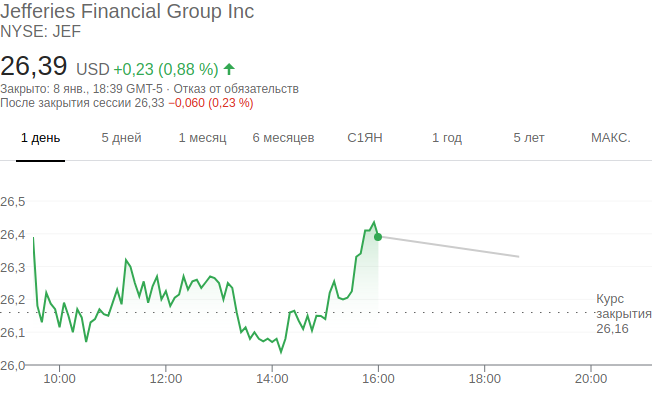 Jefferies Financial Group Inc
NYSE: JEF
26,39 USD +0,23 (0,88 %)
Закрыто: 8 янв., 18:39 GMT-5 · Отказ от обязательств
После закрытия сессии 26,33 −0,060 (0,23 %)
1 день 5 дней 1 месяц 6 месяцев С1ЯН 1 год 5 лет МАКС.
26,5
26,4
26,3
26,2
26,1
26,0
Курс
закрытия
26,16
10:00 12:00 14:00 16:00 18:00 20:00